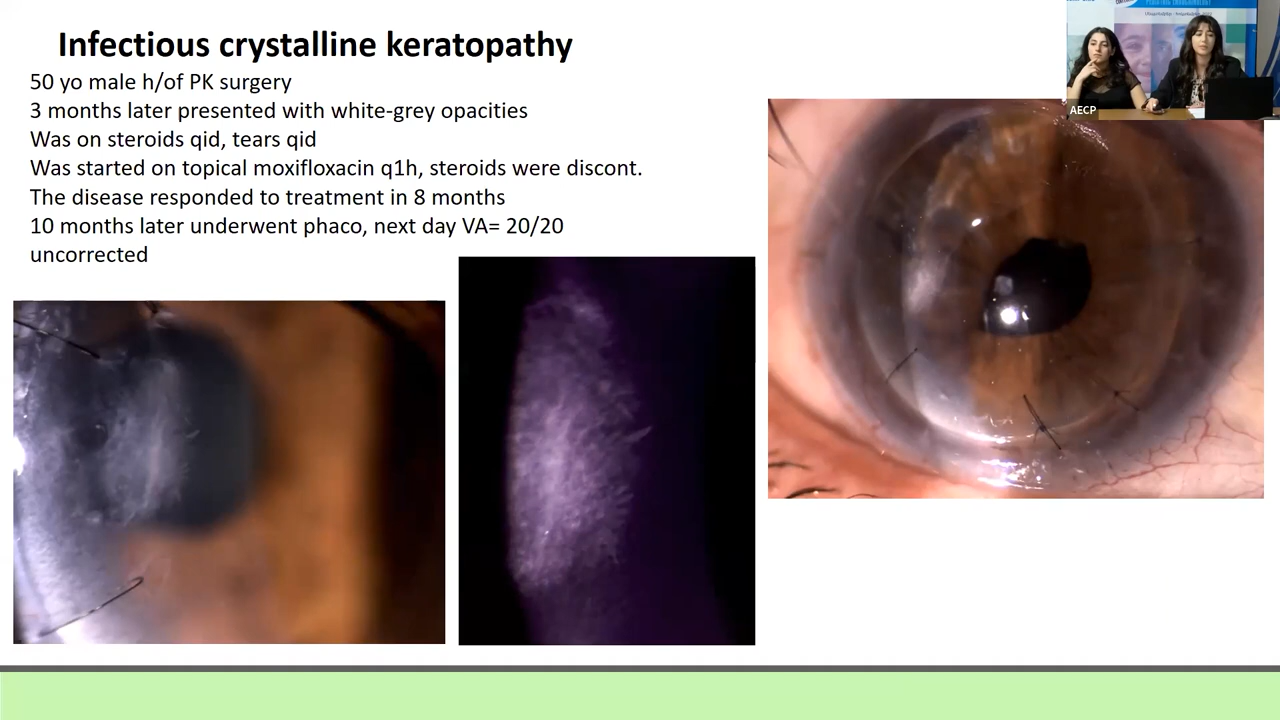 Infectious crystalline keratopathy
50 yo male h/of PK surgery
3 months later presented with white-grey opacities
Was on steroids qid, tears qid
Was started on topical moxifloxacin q1h, steroids were discont.
The disease responded to treatment in 8 months
10 months later underwent phaco, next day VA= 20/20
uncorrected
AECP